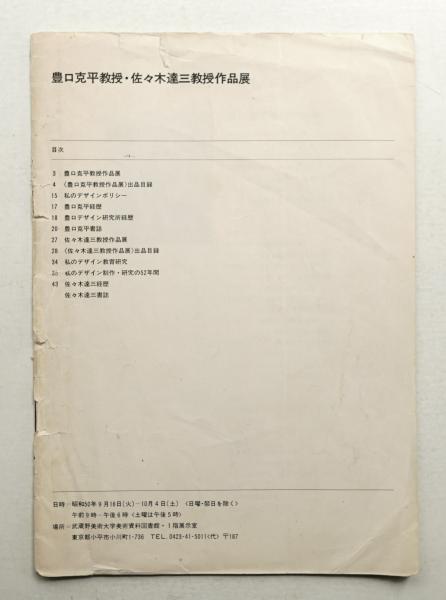 豊口克平教授・佐々木達三教授作品展
目次
3 豊口克平教授作品展
4 〈豊口克平教授作品展〉出品目録
15 私のデザインポリシー
17 豊口克平経歴
18 豊口デザイン研究所経歴
20 豊口克平書誌
27 佐々木達三教授作品展
28 〈佐々木達三教授作品展〉出品目録
34 私のデザイン教育研究
私のデザイン制作・研究の52年間
43 佐々木達三経歴
佐々木達三書誌
日時―昭和50年9月16日(火)―10月4日(土)〈日曜・祭日を除く〉
午前9時―午後6時〈土曜は午後5時〉
場所―武蔵野美術大学美術資料図書館・1階展示室
東京都小平市小川町1-736 TEL. 0423-41-5011〈代〉 〒187